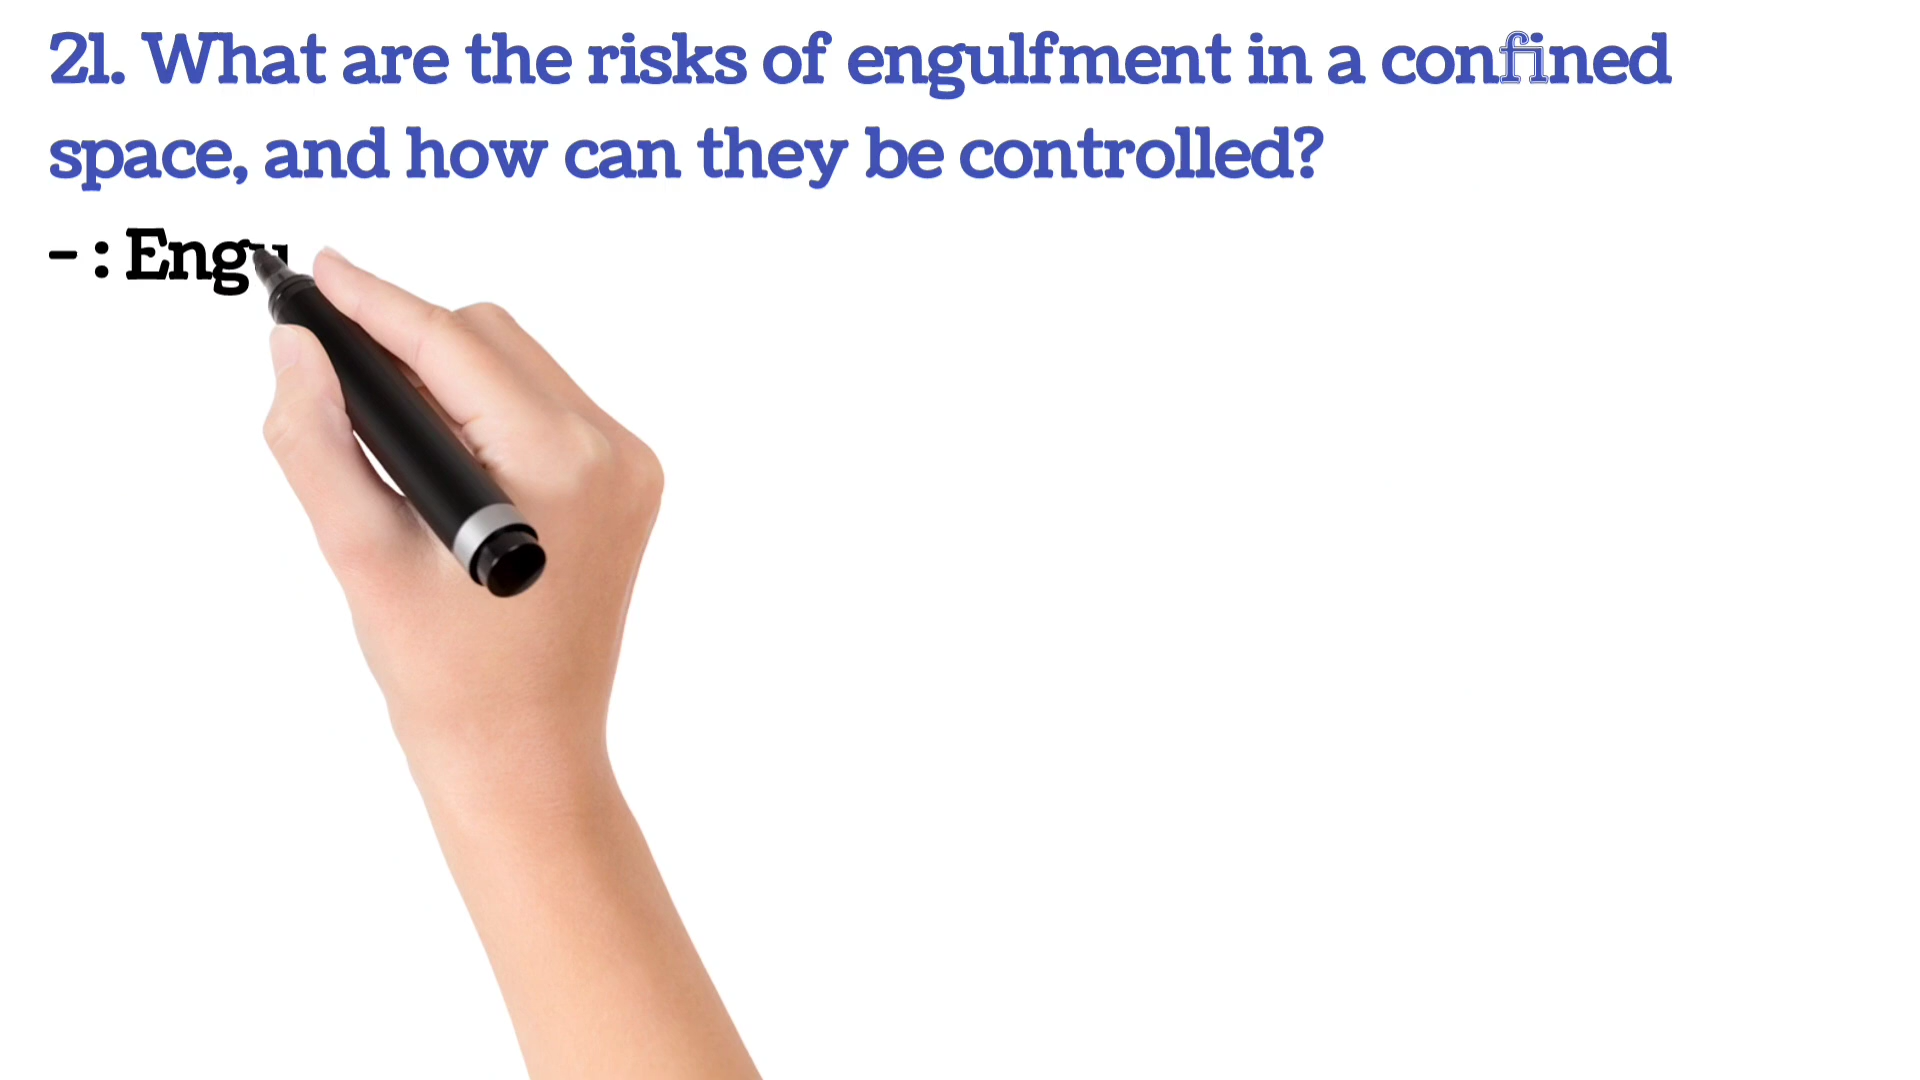 21. What are the risks of engulfment in a confined
space, and how can they be controlled?
- : Engu